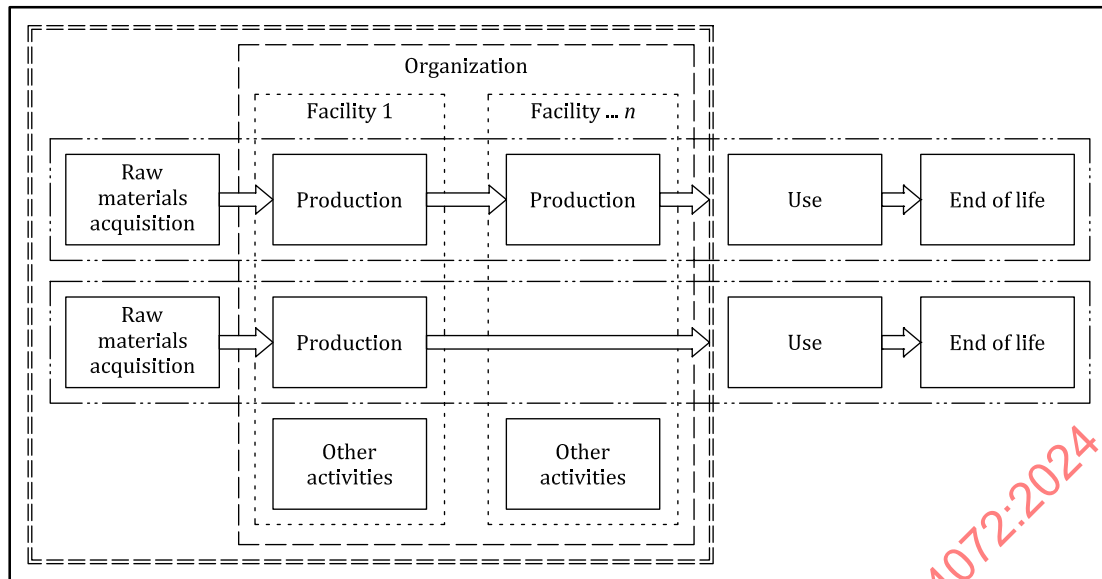 Organization
Facility 1
Facility ... n
Raw
materials
acquisition
Production
Production
Use
End of life
Raw
materials
acquisition
Production
Use
End of life
Other
activities
Other
activities
4072:2024